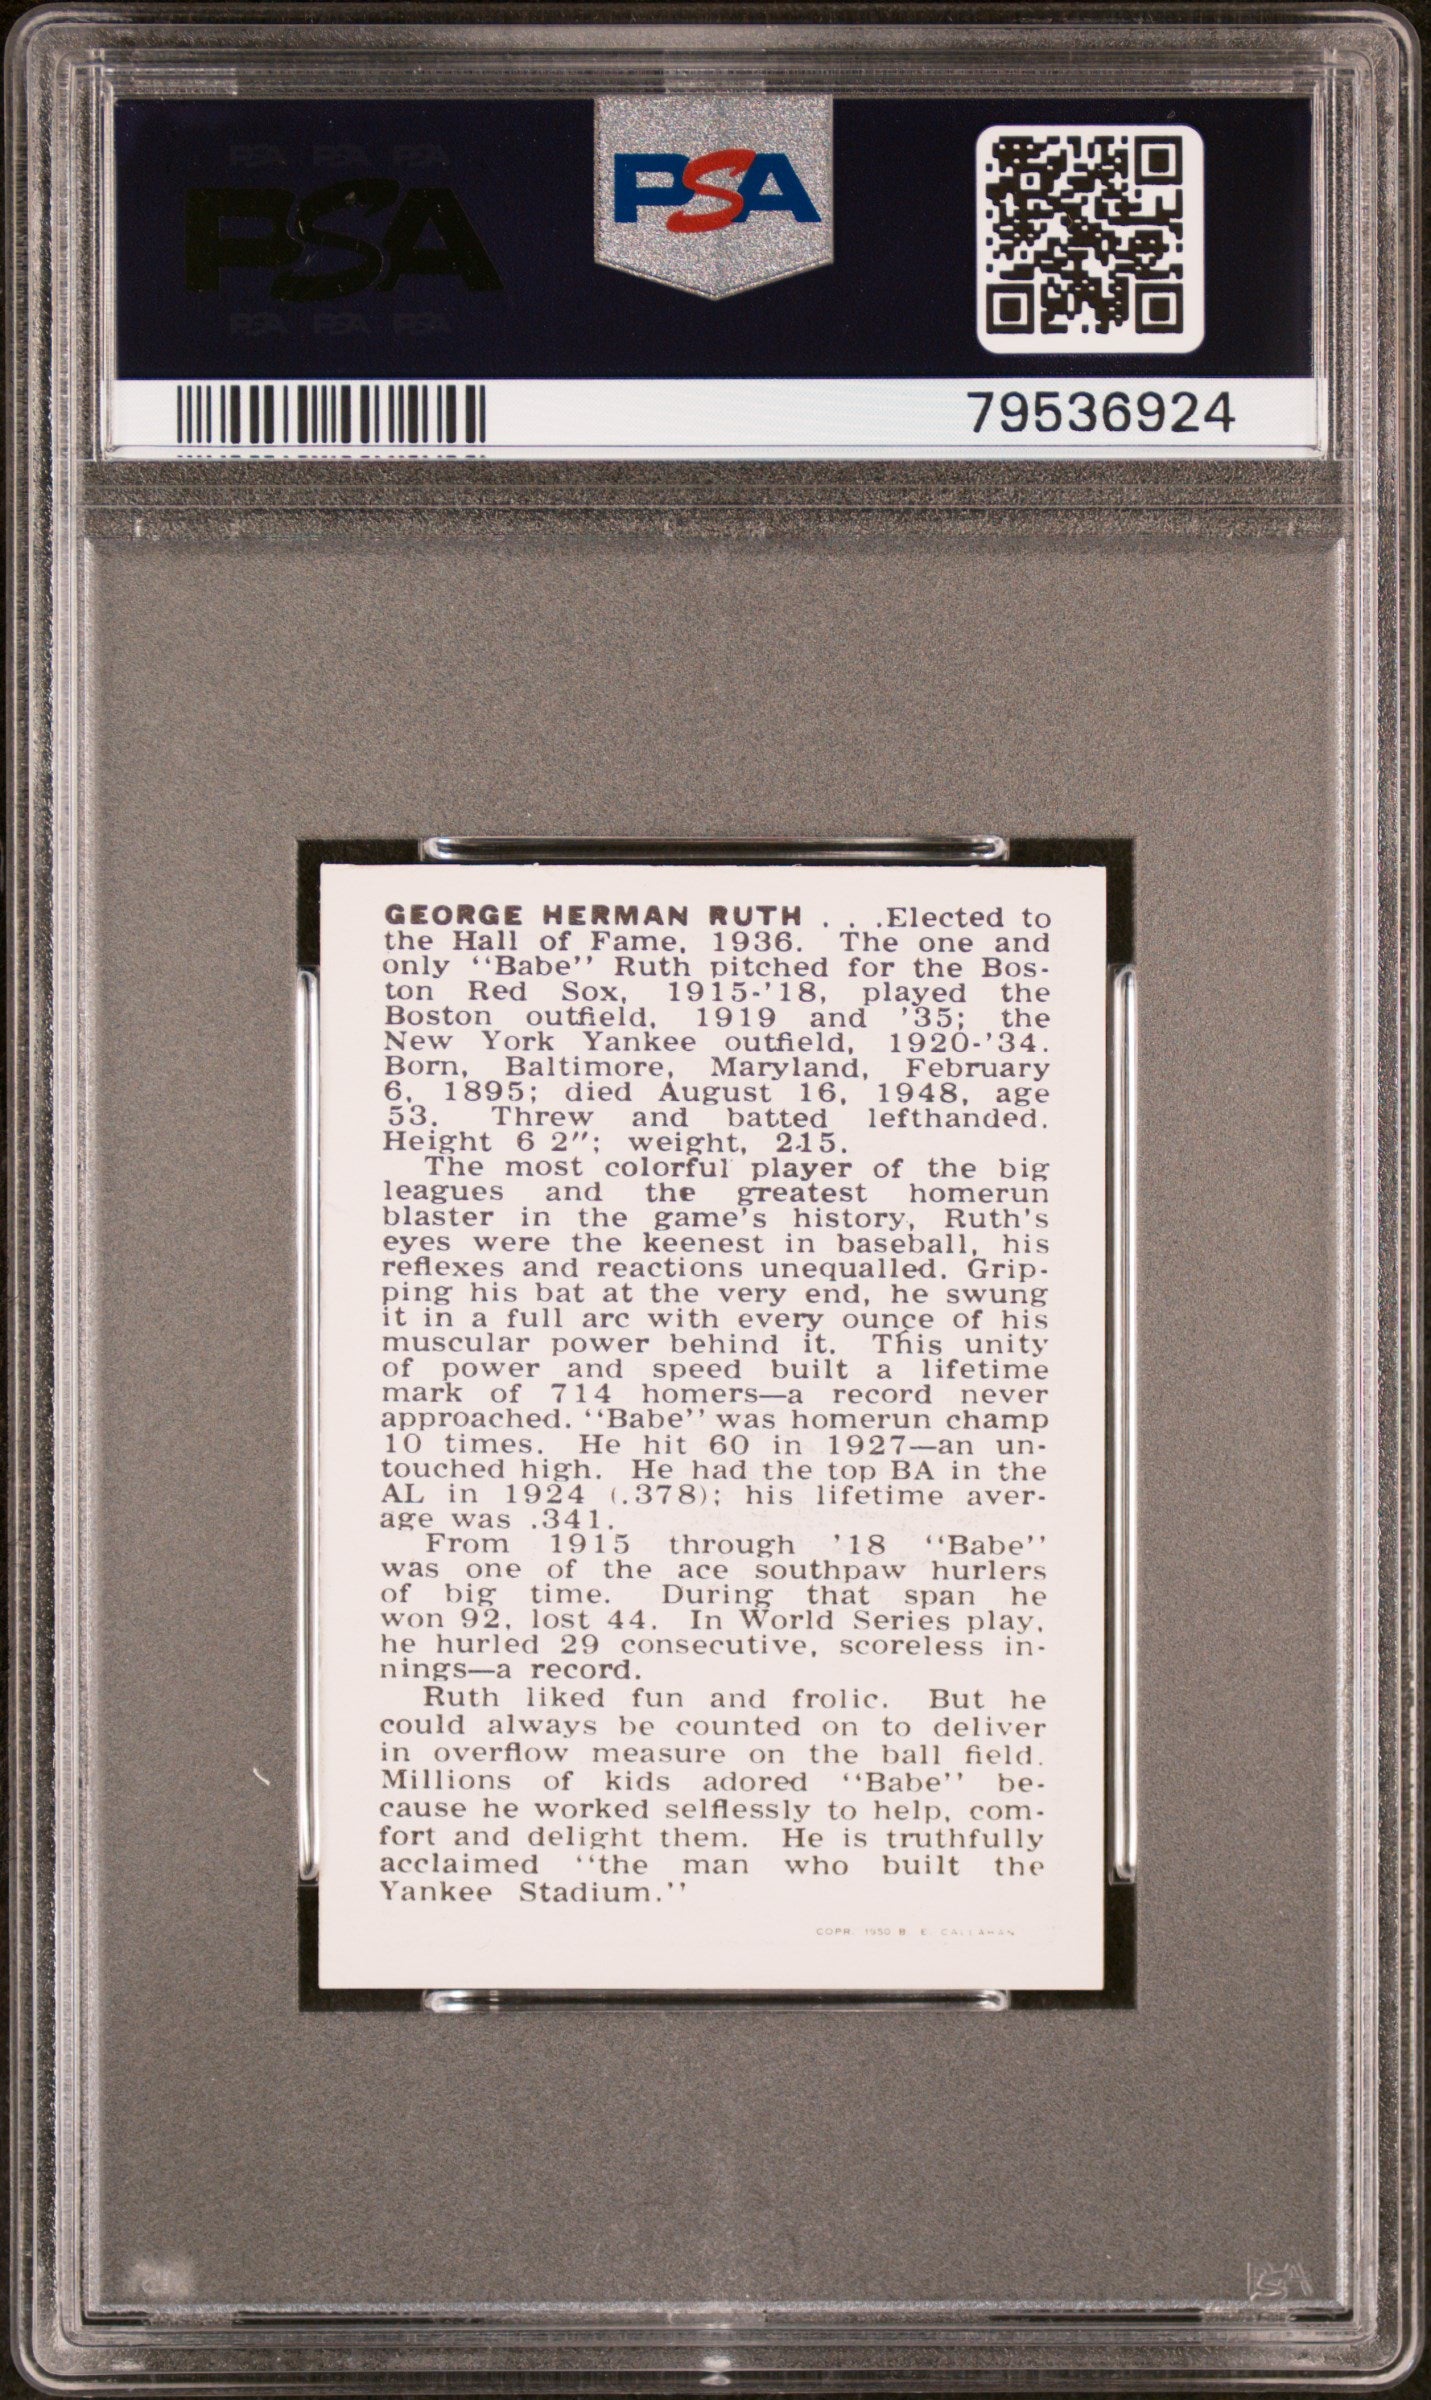 PSA PSA PSA
PSA
PSA PSA PSA
PSA
79536924
GEORGE HERMAN RUTH . . .Elected to
the Hall of Fame, 1936. The one and
only "Babe" Ruth pitched for the Bos-
ton Red Sox, 1915-'18, played the
Boston outfield, 1919 and '35; the
New York Yankee outfield, 1920-'34.
Born, Baltimore, Maryland, February
6, 1895; died August 16, 1948, age
53. Threw and batted lefthanded.
Height 6 2"; weight, 215.
The most colorful player of the big
leagues and the greatest homerun
blaster in the game's history, Ruth's
eyes were the keenest in baseball, his
reflexes and reactions unequalled. Grip-
ping his bat at the very end, he swung
it in a full arc with every ounce of his
muscular power behind it. This unity
of power and speed built a lifetime
mark of 714 homers—a record never
approached. "Babe" was homerun champ
10 times. He hit 60 in 1927—an un-
touched high. He had the top BA in the
AL in 1924 (.378); his lifetime aver-
age was .341.
From 1915 through '18 "Babe"
was one of the ace southpaw hurlers
of big time. During that span he
won 92, lost 44. In World Series play,
he hurled 29 consecutive, scoreless in-
nings—a record.
Ruth liked fun and frolic. But he
could always be counted on to deliver
in overflow measure on the ball field.
Millions of kids adored "Babe" be-
cause he worked selflessly to help, com-
fort and delight them. He is truthfully
acclaimed "the man who built the
Yankee Stadium."
COPR. 1950 B. E. CALLAHAN
PSA